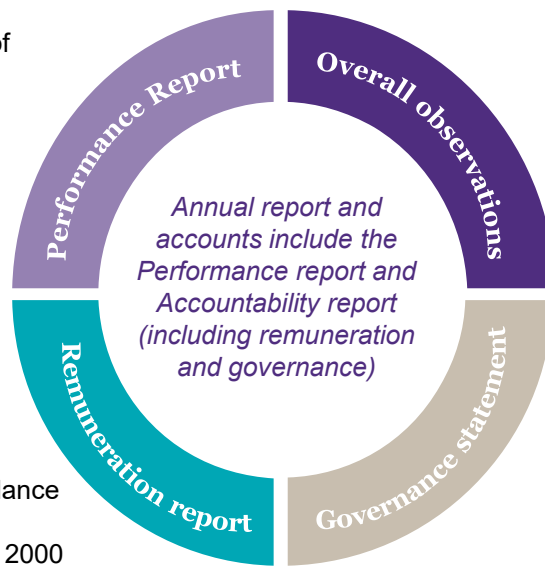 of
Performance Report
Overall observations
Annual report and
accounts include the
Performance report and
Accountability report
(including remuneration
and governance)
Remuneration report
Governance statement
lance
2000